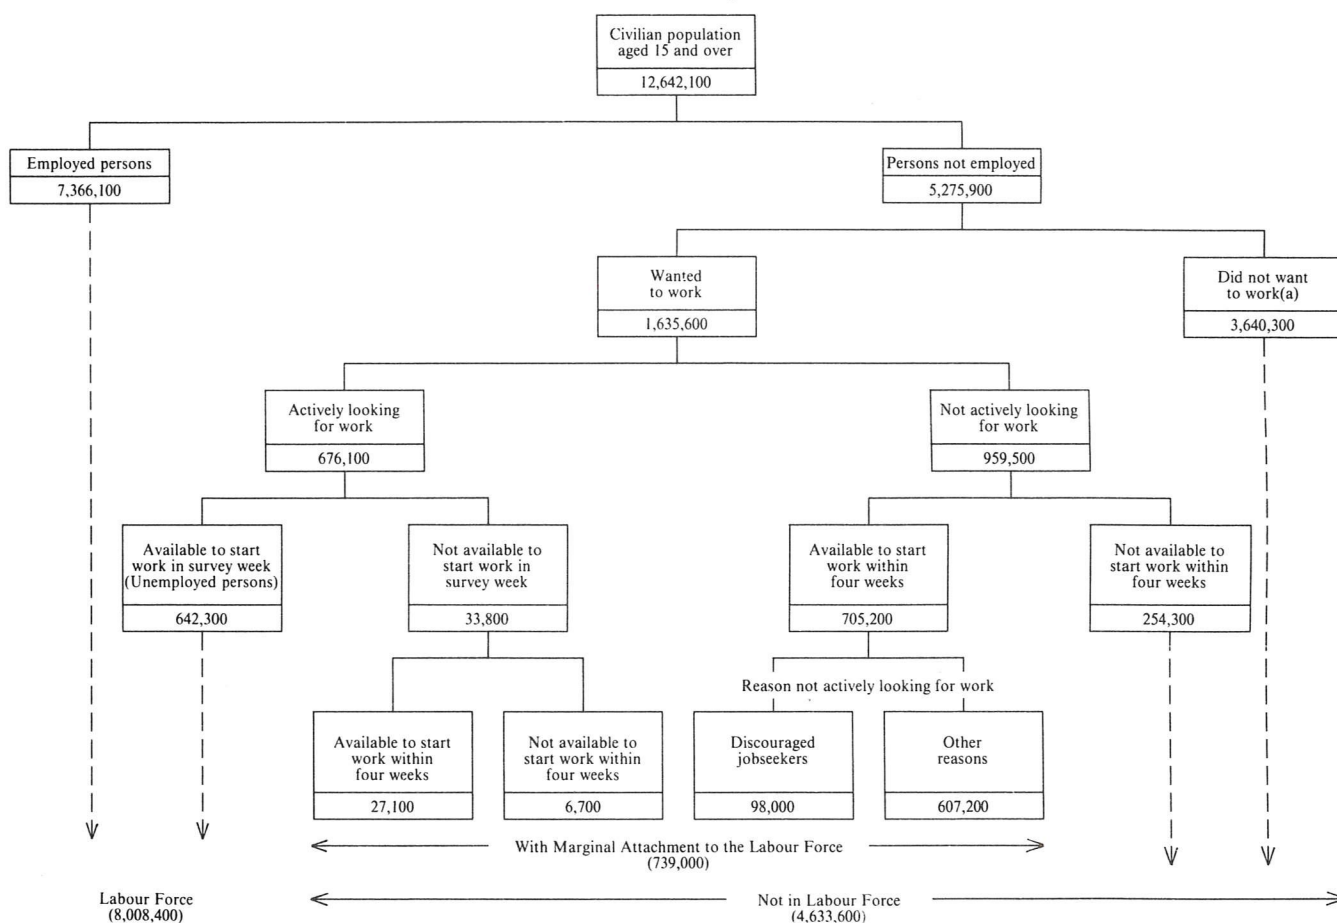 Civilian population
aged 15 and over
12,642,100
Employed persons
7,366,100
Persons not employed
5,275,900
Wanted
to work
1,635,600
Did not want
to work(a)
3,640,300
Actively looking
for work
676,100
Not actively looking
for work
959,500
Available to start
work in survey week
(Unemployed persons)
642,300
Not available to
start work in
survey week
33,800
Available to start
work within
four weeks
705,200
Not available to
start work within
four weeks
254,300
Reason not actively looking for work
Available to start
work within
four weeks
27,100
Not available to
start work within
four weeks
6,700
Discouraged
jobseekers
98,000
Other
reasons
607,200
With Marginal Attachment to the Labour Force
(739,000)
Labour Force
(8,008,400)
Not in Labour Force
(4,633,600)